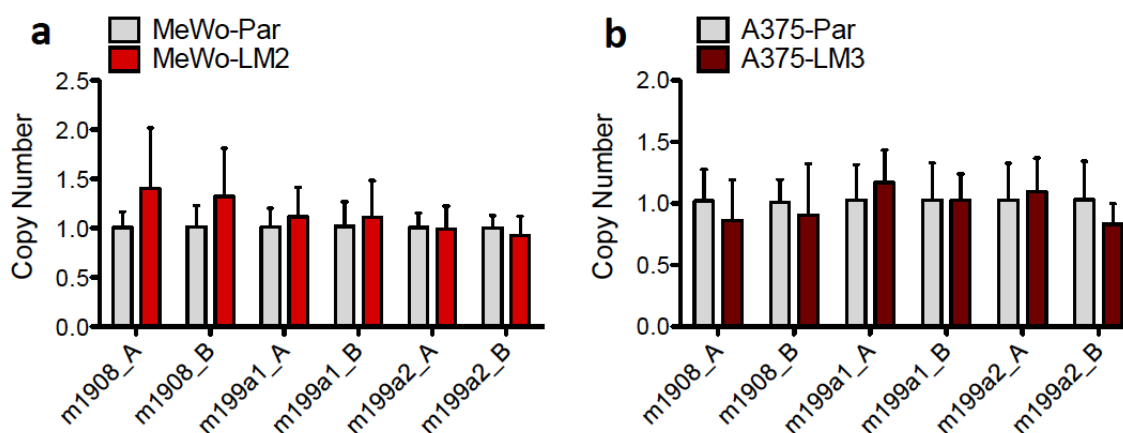 a
MeWo-Par
MeWo-LM2
Copy Number
2.5
2.0
1.5
1.0
0.5
0.0
m1908_A
m1908_B
m199a1_A
m199a1_B
m199a2_A
m199a2_B
b
A375-Par
A375-LM3
Copy Number
2.0
1.5
1.0
0.5
0.0
m1908_A
m1908_B
m199a1_A
m199a1_B
m199a2_A
m199a2_B